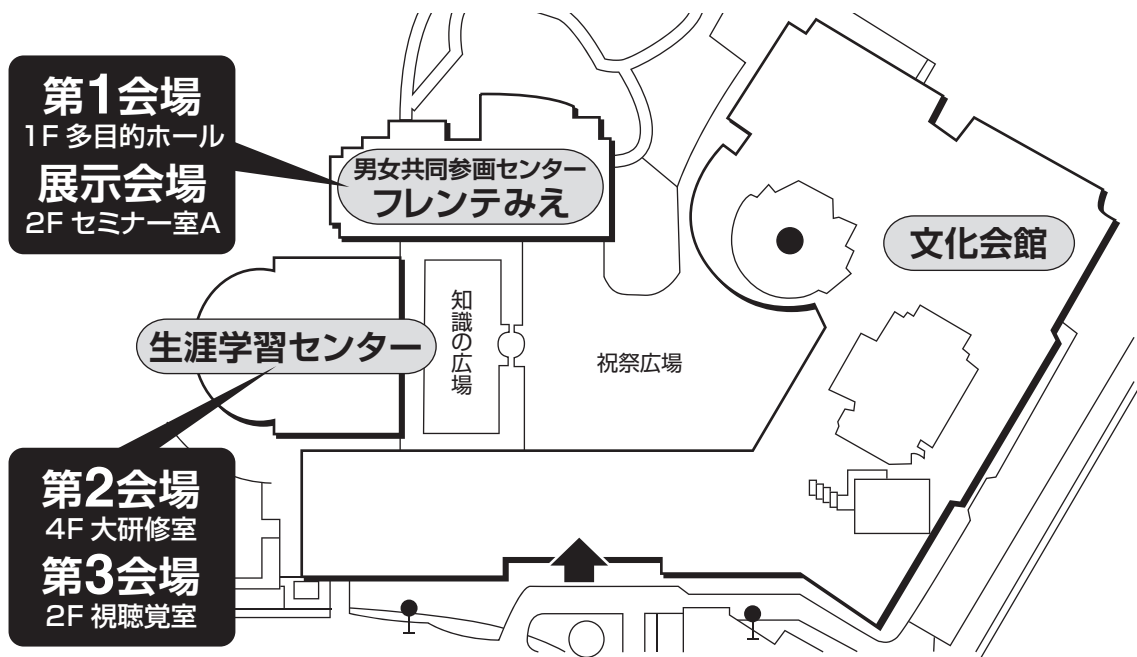 第1会場
1F 多目的ホール
展示会場
2F セミナー室A
男女共同参画センター
フレンテみえ
文化会館
生涯学習センター
知識の広場
祝祭広場
第2会場
4F 大研修室
第3会場
2F 視聴覚室